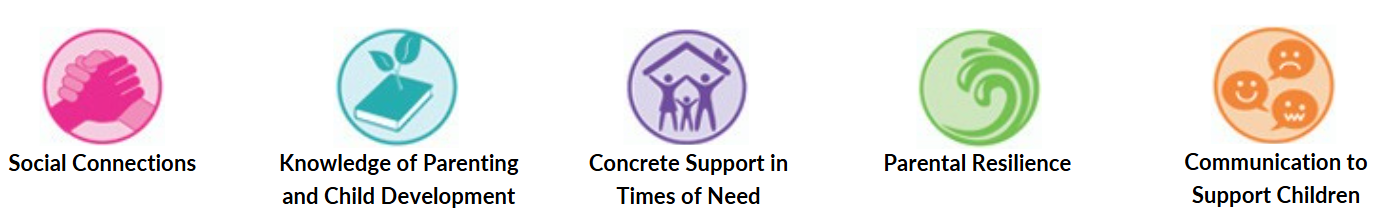 Social Connections
Knowledge of Parenting
and Child Development
Concrete Support in
Times of Need
Parental Resilience
Communication to
Support Children